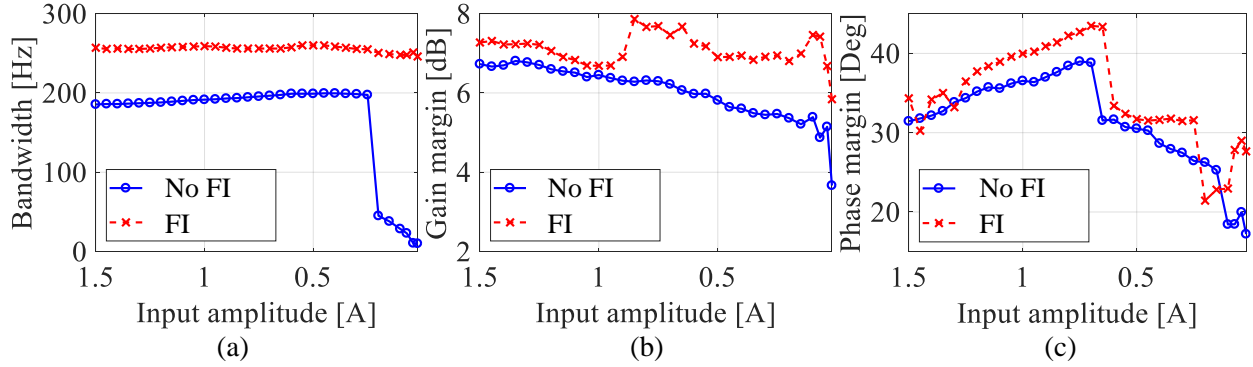 300
200
100
0
Bandwidth [Hz]
No FI
FI
1.5
1
0.5
Input amplitude [A]
(a)
8
6
4
2
Gain margin [dB]
No FI
FI
1.5
1
0.5
Input amplitude [A]
(b)
40
30
20
Phase margin [Deg]
No FI
FI
1.5
1
0.5
Input amplitude [A]
(c)